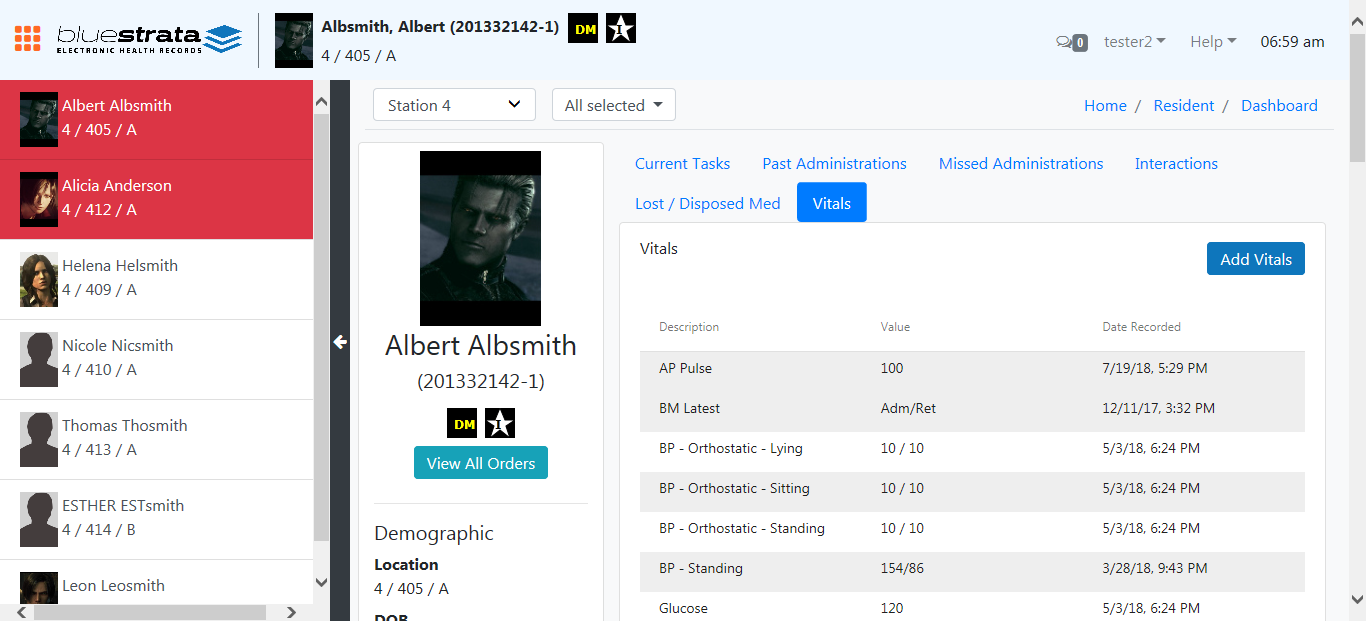 bluestrata
ELECTRONIC HEALTH RECORDS
Albsmith, Albert (201332142-1)
DM
I
4 / 405 / A
0
tester2
Help
06:59 am
Albert Albsmith
4 / 405 / A
Alicia Anderson
4 / 412 / A
Helena Helsmith
4 / 409 / A
Nicole Nicsmith
4 / 410 / A
Thomas Thosmith
4 / 413 / A
ESTHER ESTsmith
4 / 414 / B
Leon Leosmith
Station 4
All selected
Home / Resident / Dashboard
Albert Albsmith
(201332142-1)
DM
I
View All Orders
Demographic
Location
4 / 405 / A
DOB
Current Tasks Past Administrations Missed Administrations Interactions
Lost / Disposed Med Vitals
Vitals
Add Vitals
Description Value Date Recorded
AP Pulse 100 7/19/18, 5:29 PM
BM Latest Adm/Ret 12/11/17, 3:32 PM
BP - Orthostatic - Lying 10 / 10 5/3/18, 6:24 PM
BP - Orthostatic - Sitting 10 / 10 5/3/18, 6:24 PM
BP - Orthostatic - Standing 10 / 10 5/3/18, 6:24 PM
BP - Standing 154/86 3/28/18, 9:43 PM
Glucose 120 5/3/18, 6:24 PM